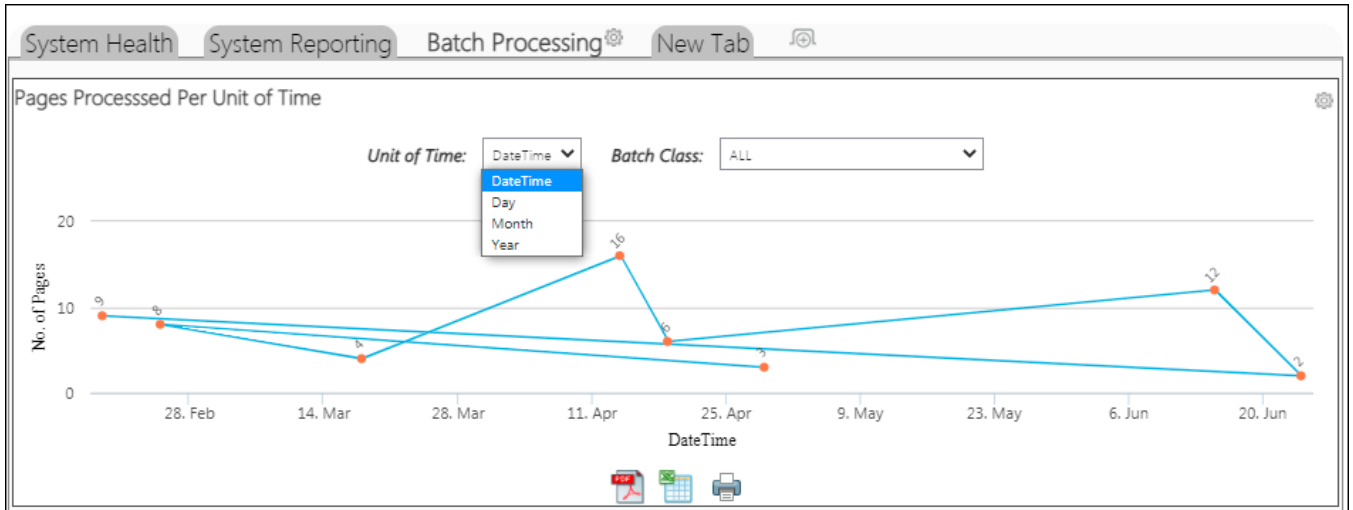 System Health System Reporting Batch Processing New Tab
Pages Processsed Per Unit of Time
Unit of Time: DateTime Batch Class: ALL
DateTime
Day
Month
Year
No. of Pages
20
10
0
9
8
4
16
6
3
12
2
28. Feb 14. Mar 28. Mar 11. Apr 25. Apr 9. May 23. May 6. Jun 20. Jun
DateTime
PDF